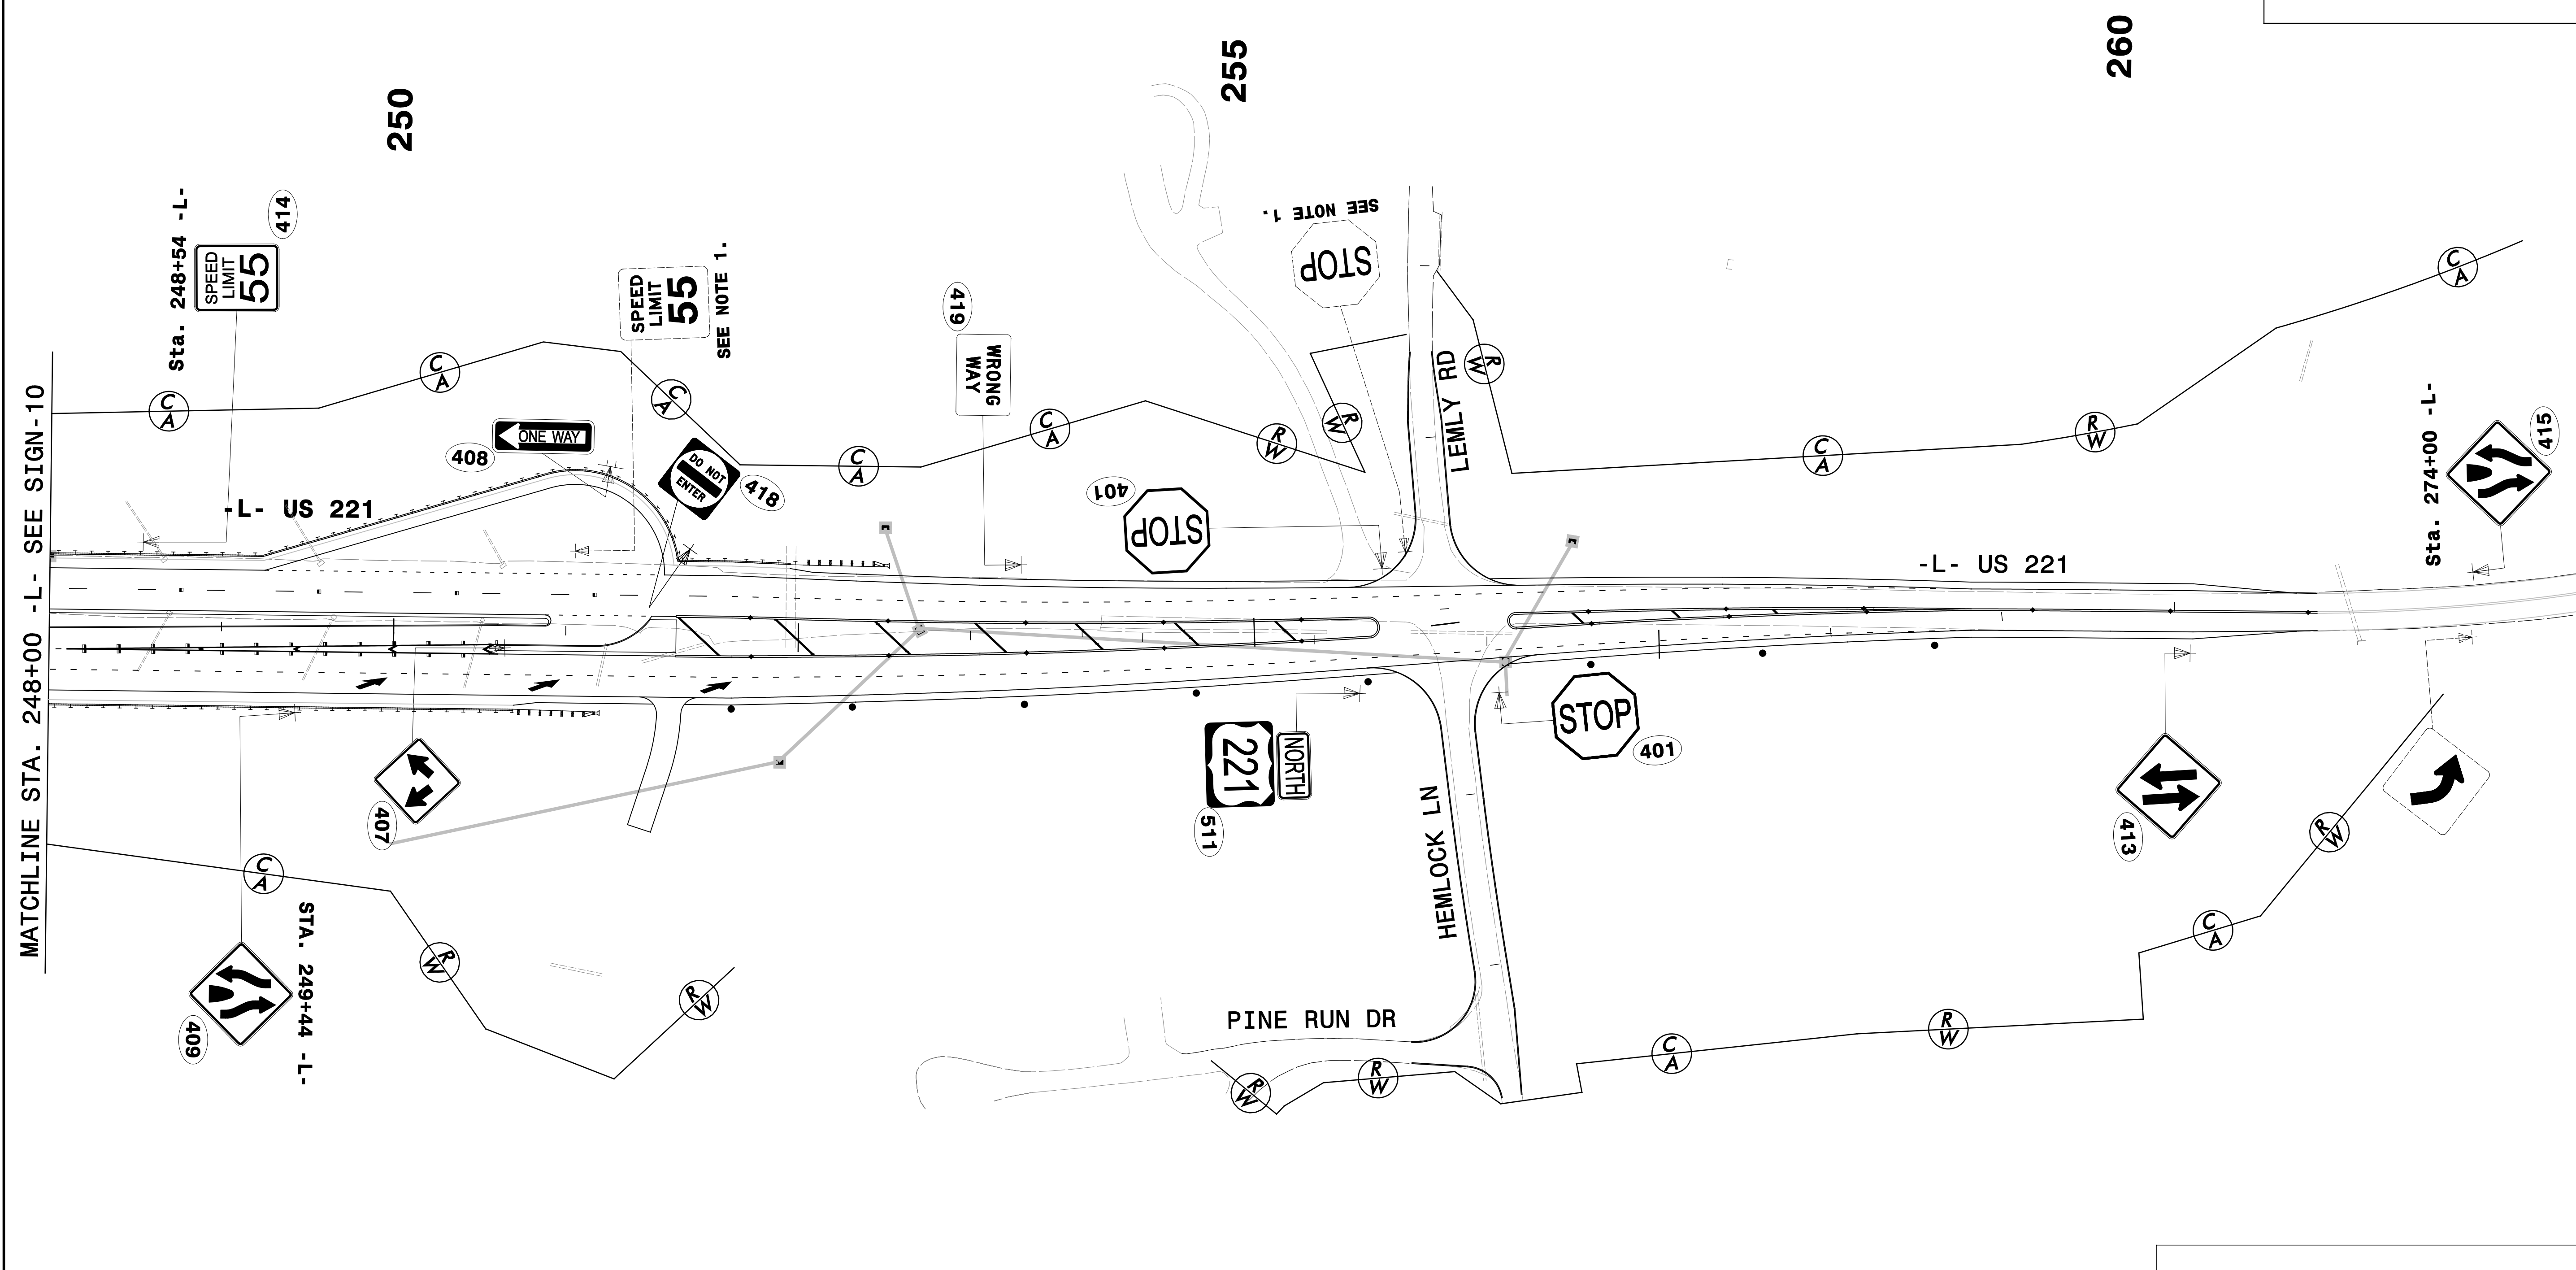 250
255
260
MATCHLINE STA. 248+00 -L- SEE SIGN-10
Sta. 248+54 -L-
414
SPEED
LIMIT
55
SPEED
LIMIT
55
SEE NOTE 1.
419
WRONG
WAY
SEE NOTE 1.
STOP
LEMLY RD
C
A
C
A
C
A
C
A
C
A
R
W
R
W
R
W
C
A
R
W
C
A
ONE WAY
408
DO NOT
ENTER
418
401
STOP
-L- US 221
-L- US 221
Sta. 274+00 -L-
415
407
221
NORTH
511
STOP
401
HEMLOCK LN
413
C
A
R
W
R
W
STA. 249+44 -L-
409
PINE RUN DR
R
W
R
W
C
A
R
W
C
A
R
W